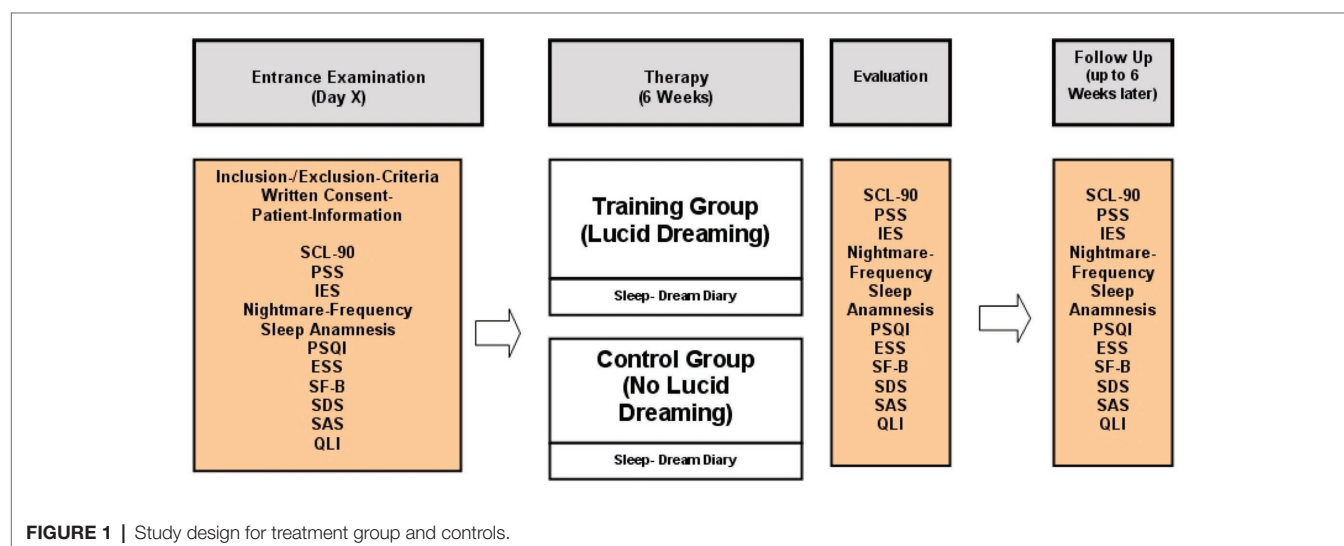 Entrance Examination
(Day X)
Therapy
(6 Weeks)
Evaluation
Follow Up
(up to 6
Weeks later)
Inclusion-/Exclusion-Criteria
Written Consent-
Patient-Information
SCL-90
PSS
IES
Nightmare-Frequency
Sleep Anamnesis
PSQI
ESS
SF-B
SDS
SAS
QLI
Training Group
(Lucid Dreaming)
Sleep- Dream Diary
Control Group
(No Lucid
Dreaming)
Sleep- Dream Diary
SCL-90
PSS
IES
Nightmare-
Frequency
Sleep
Anamnesis
PSQI
ESS
SF-B
SDS
SAS
QLI
SCL-90
PSS
IES
Nightmare-
Frequency
Sleep
Anamnesis
PSQI
ESS
SF-B
SDS
SAS
QLI
FIGURE 1 | Study design for treatment group and controls.